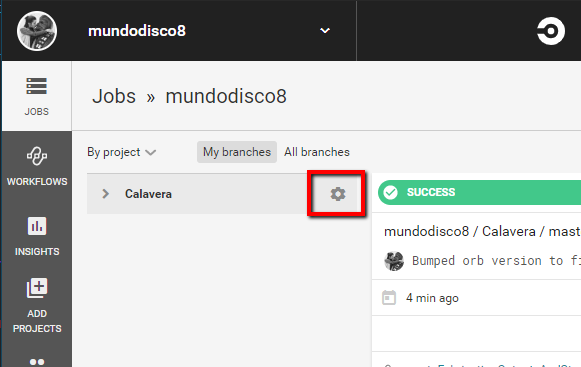 mundodisco8
JOBS
Jobs » mundodisco8
By project
My branches
All branches
WORKFLOWS
Calavera
SUCCESS
mundodisco8 / Calavera / mast
INSIGHTS
Bumped orb version to fi
4 min ago
ADD
PROJECTS